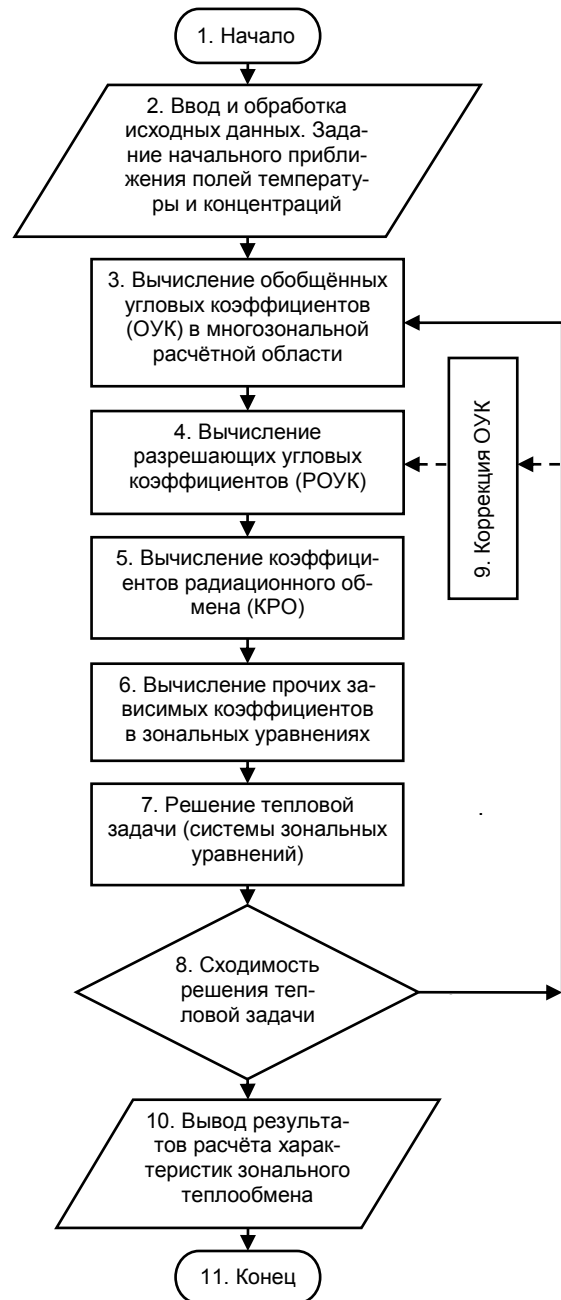 1. Начало
2. Ввод и обработка
исходных данных. Зада-
ние начального прибли-
жения полей температу-
ры и концентраций
3. Вычисление обобщённых
угловых коэффициентов
(ОУК) в многозональной
расчётной области
4. Вычисление
разрешающих угловых
коэффициентов (РОУК)
9. Коррекция ОУК
5. Вычисление коэффици-
ентов радиационного об-
мена (КРО)
6. Вычисление прочих за-
висимых коэффициентов
в зональных уравнениях
7. Решение тепловой
задачи (системы зональных
уравнений)
8. Сходимость
решения теп-
ловой задачи
10. Вывод результа-
тов расчёта харак-
теристик зонального
теплообмена
11. Конец